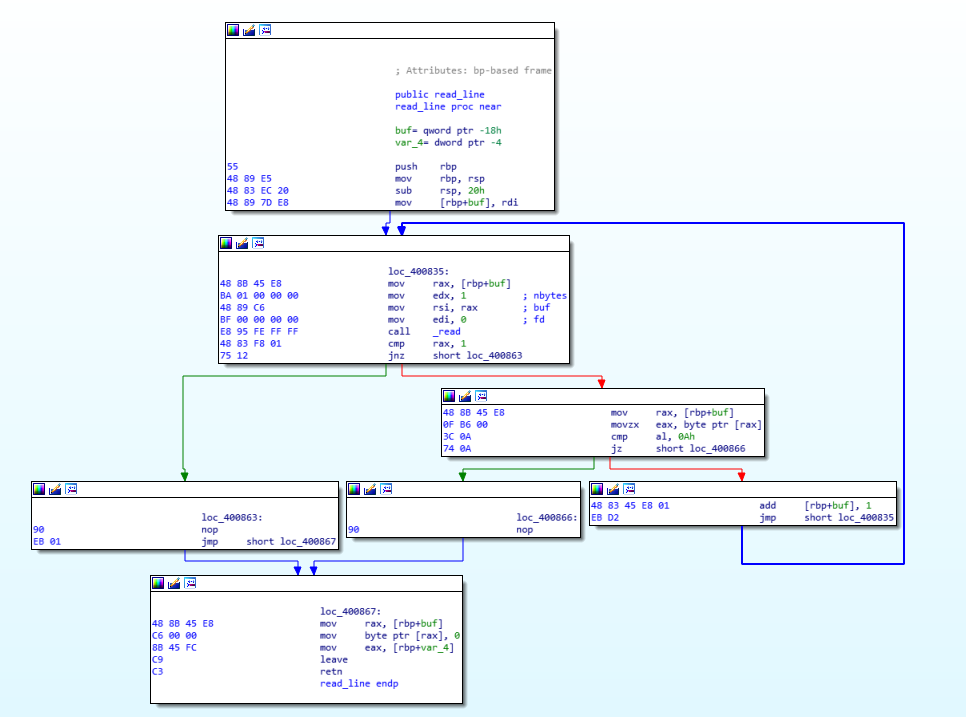 ; Attributes: bp-based frame
public read_line
read_line proc near
buf= qword ptr -18h
var_4= dword ptr -4
55 push rbp
48 89 E5 mov rbp, rsp
48 83 EC 20 sub rsp, 20h
48 89 7D E8 mov [rbp+buf], rdi
loc_400835:
48 8B 45 E8 mov rax, [rbp+buf]
BA 01 00 00 00 mov edx, 1 ; nbytes
48 89 C6 mov rsi, rax ; buf
BF 00 00 00 00 mov edi, 0 ; fd
E8 95 FE FF FF call _read
48 83 F8 01 cmp rax, 1
75 12 jnz short loc_400863
48 8B 45 E8 mov rax, [rbp+buf]
0F B6 00 movzx eax, byte ptr [rax]
3C 0A cmp al, 0Ah
74 0A jz short loc_400866
loc_400863:
90 nop
EB 01 jmp short loc_400867
loc_400866:
90 nop
48 83 45 E8 01 add [rbp+buf], 1
EB D2 jmp short loc_400835
loc_400867:
48 8B 45 E8 mov rax, [rbp+buf]
C6 00 00 mov byte ptr [rax], 0
8B 45 FC mov eax, [rbp+var_4]
C9 leave
C3 retn
read_line endp